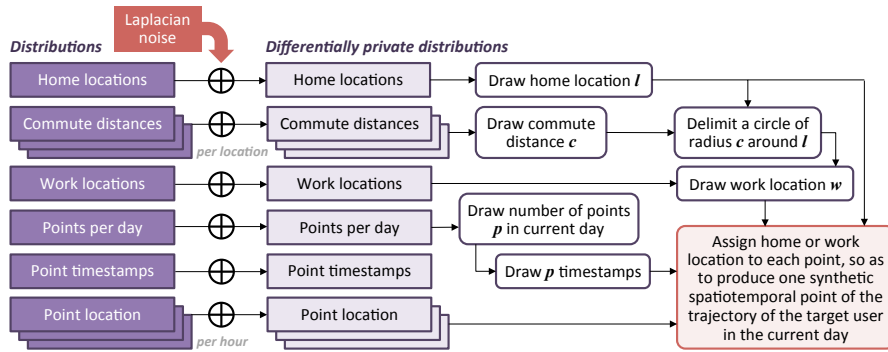 Laplacian
noise
Distributions
Differentially private distributions
Home locations
Home locations
Draw home location l
Commute distances
per location
Commute distances
Draw commute
distance c
Delimit a circle of
radius c around l
Work locations
Work locations
Draw work location w
Points per day
Points per day
Draw number of points
p in current day
Point timestamps
Point timestamps
Draw p timestamps
Assign home or work
location to each point, so as
to produce one synthetic
spatiotemporal point of the
trajectory of the target user
in the current day
Point location
per hour
Point location